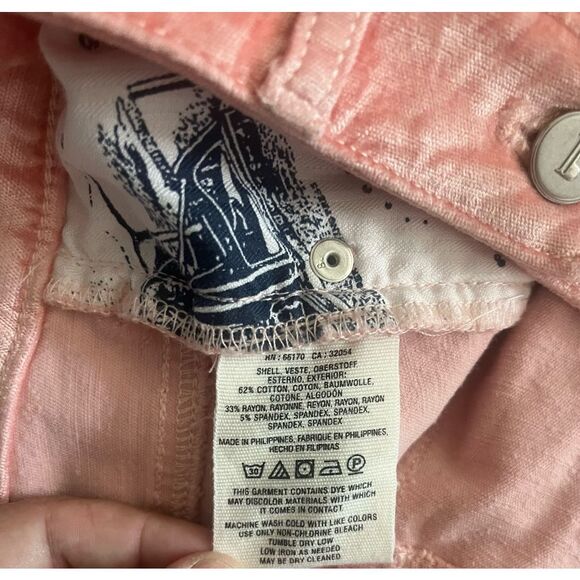 RN : 66170 CA : 32054
SHELL, VESTE, OBERSTOFF
ESTERNO, EXTERIOR:
62% COTTON, COTON, BAUMWOLLE,
COTONE, ALGODÓN
33% RAYON, RAYONNE, REYON, RAYON, RAYON
5% SPANDEX, SPANDEX, SPANDEX,
SPANDEX, SPANDEX
MADE IN PHILIPPINES, FABRIQUE EN PHILIPPINES,
HECHO EN FILIPINAS
30 P
THIS GARMENT CONTAINS DYE WHICH
MAY DISCOLOR MATERIALS WITH WHICH
IT COMES IN CONTACT
MACHINE WASH COLD WITH LIKE COLORS
USE ONLY NON-CHLORINE BLEACH
TUMBLE DRY LOW
LOW IRON AS NEEDED
MAY BE DRY CLEANED